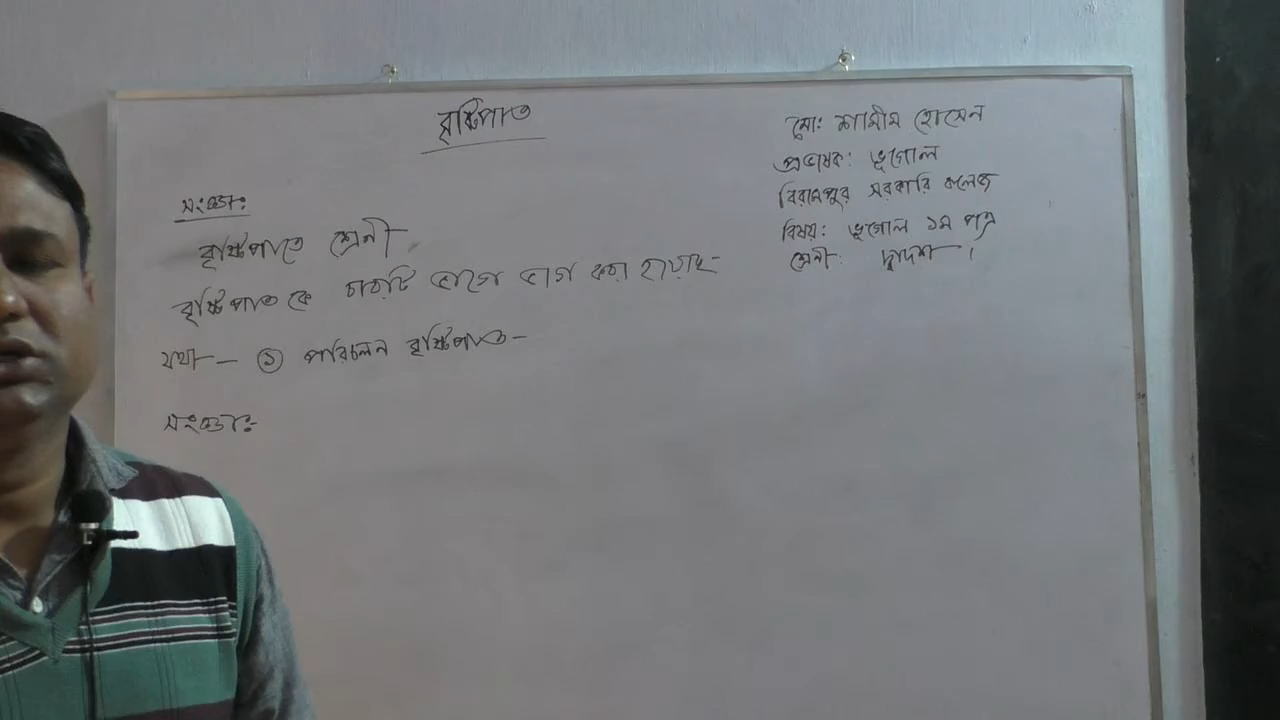 বৃষ্টিপাত
মোঃ শামীম হোসেন
প্রভাষক: ভূগোল
বিরামপুর সরকারি কলেজ
বিষয়: ভূগোল ১ম পত্র
শ্রেনী: দ্বাদশ।
সংজ্ঞাঃ
বৃষ্টিপাতে শ্রেনী
বৃষ্টিপাত কে চারটি ভাগে ভাগ করা হয়েছে-
যথা- - ① পরিচলন বৃষ্টিপাত-
সংজ্ঞাঃ